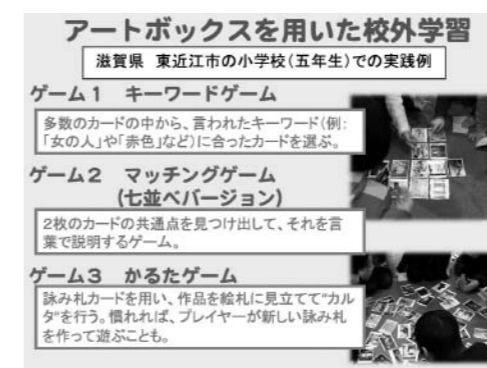 アートボックスを用いた校外学習
滋賀県 東近江市の小学校(五年生)での実践例
ゲーム1 キーワードゲーム
多数のカードの中から、言われたキーワード(例:
「女の人」や「赤色」など)に合ったカードを選ぶ。
ゲーム2 マッチングゲーム
(七並べバージョン)
2枚のカードの共通点を見つけ出して、それを言
葉で説明するゲーム。
ゲーム3 かるたゲーム
詠み札カードを用い、作品を絵札に見立てて"カル
タ"を行う。慣れれば、プレイヤーが新しい詠み札
を作って遊ぶことも。